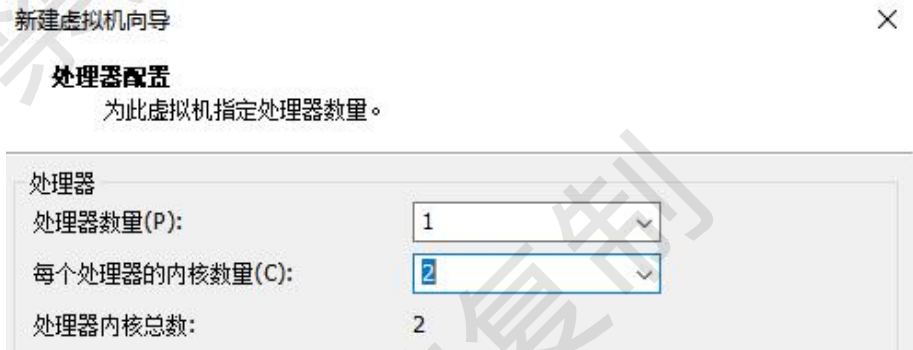 新建虚拟机向导
处理器配置
为此虚拟机指定处理器数量。
处理器
处理器数量(P): 1
每个处理器的内核数量(C): 2
处理器内核总数: 2
复制